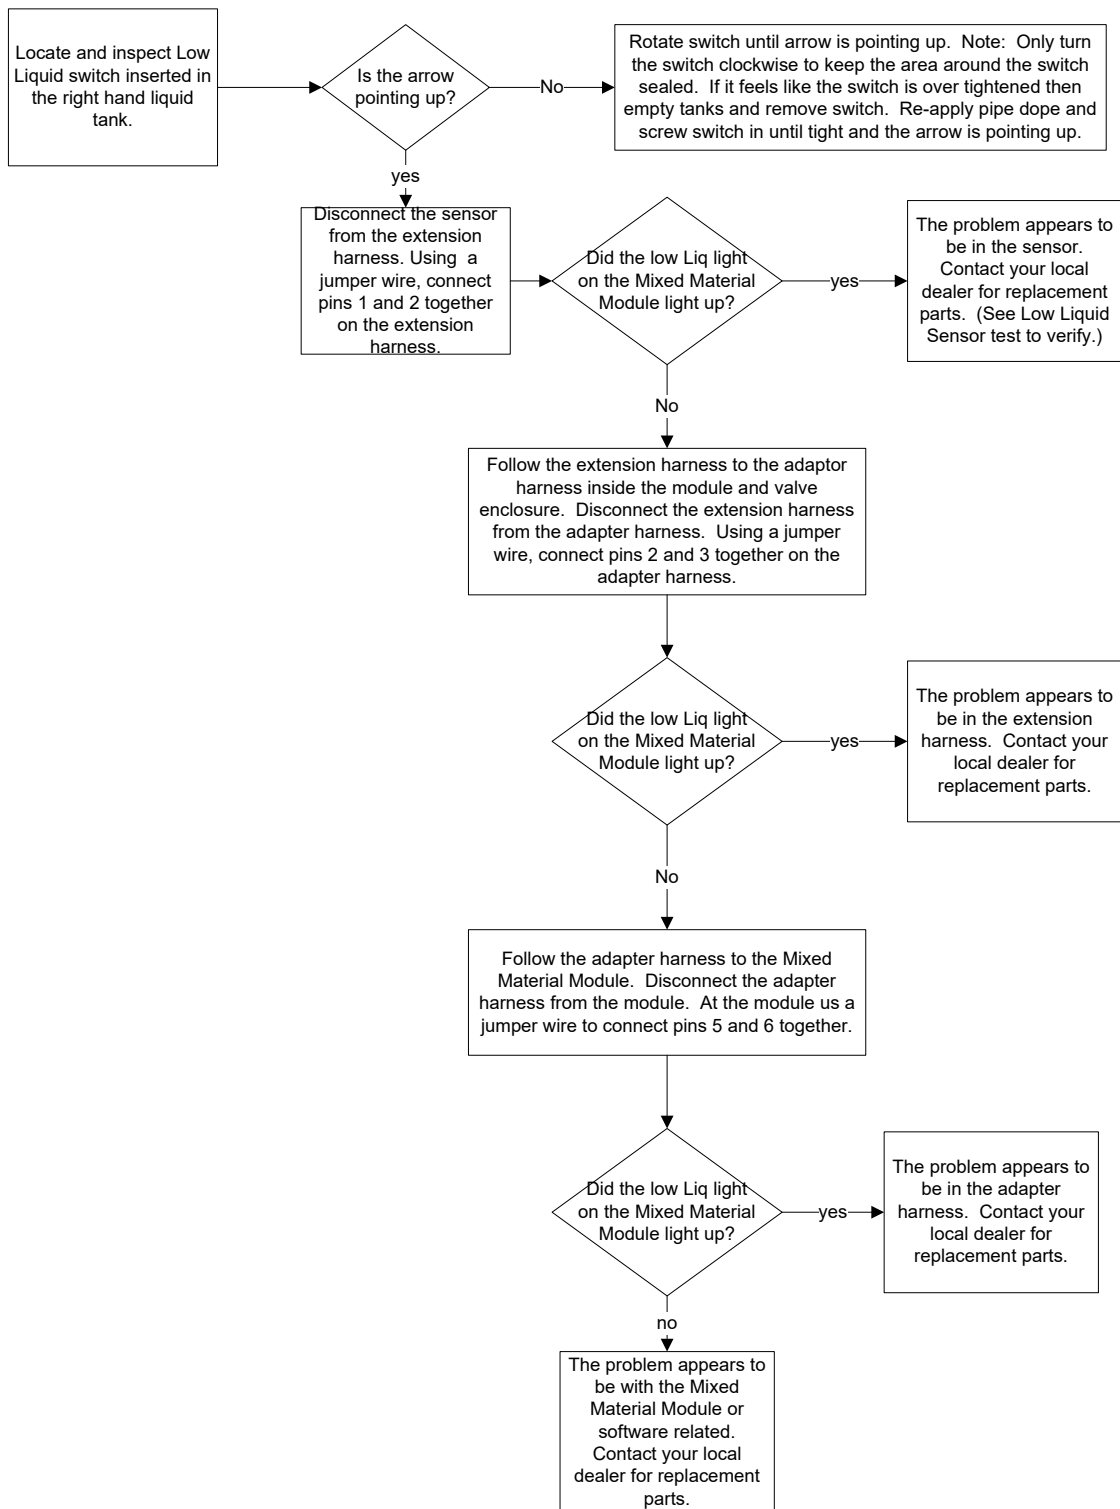 Locate and inspect Low
Liquid switch inserted in
the right hand liquid
tank.
Is the arrow
pointing up?
No
Rotate switch until arrow is pointing up.  Note:  Only turn
the switch clockwise to keep the area around the switch
sealed.  If it feels like the switch is over tightened then
empty tanks and remove switch.  Re-apply pipe dope and
screw switch in until tight and the arrow is pointing up.
yes
Disconnect the sensor
from the extension
harness. Using  a
jumper wire, connect
pins 1 and 2 together
on the extension
harness.
Did the low Liq light
on the Mixed Material
Module light up?
yes
The problem appears to
be in the sensor.
Contact your local
dealer for replacement
parts.  (See Low Liquid
Sensor test to verify.)
No
Follow the extension harness to the adaptor
harness inside the module and valve
enclosure.  Disconnect the extension harness
from the adapter harness.  Using a jumper
wire, connect pins 2 and 3 together on the
adapter harness.
Did the low Liq light
on the Mixed Material
Module light up?
yes
The problem appears to
be in the extension
harness.  Contact your
local dealer for
replacement parts.
No
Follow the adapter harness to the Mixed
Material Module.  Disconnect the adapter
harness from the module.  At the module us a
jumper wire to connect pins 5 and 6 together.
Did the low Liq light
on the Mixed Material
Module light up?
yes
The problem appears to
be in the adapter
harness.  Contact your
local dealer for
replacement parts.
no
The problem appears to
be with the Mixed
Material Module or
software related.
Contact your local
dealer for replacement
parts.